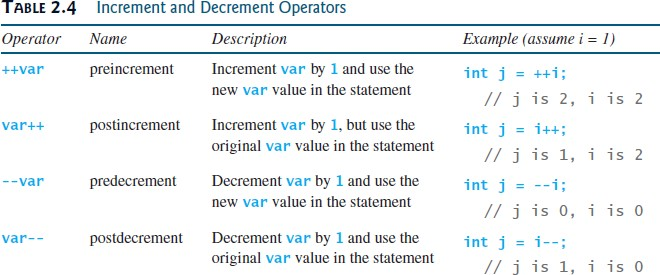 TABLE 2.4 Increment and Decrement Operators
Operator Name Description Example (assume i = 1)
++var preincrement Increment var by 1 and use the int j = ++i;
new var value in the statement // j is 2, i is 2
var++ postincrement Increment var by 1, but use the int j = i++;
original var value in the statement // j is 1, i is 2
--var predecrement Decrement var by 1 and use the int j = --i;
new var value in the statement // j is 0, i is 0
var-- postdecrement Decrement var by 1 and use the int j = i--;
original var value in the statement // j is 1, i is 0